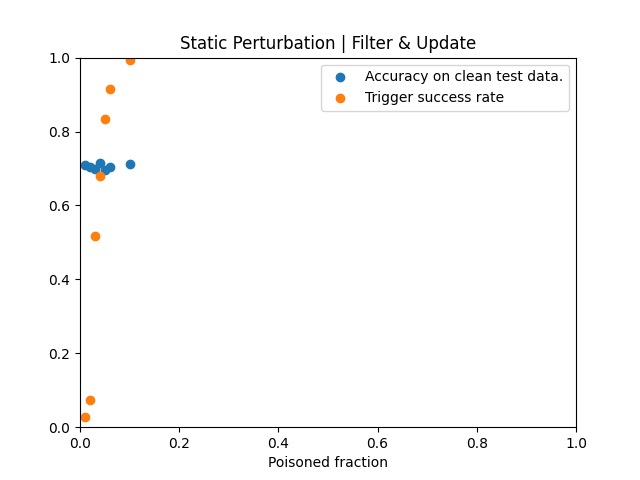 Static Perturbation | Filter & Update
Accuracy on clean test data.
Trigger success rate
1.0
0.8
0.6
0.4
0.2
0.0
0.0 0.2 0.4 0.6 0.8 1.0
Poisoned fraction